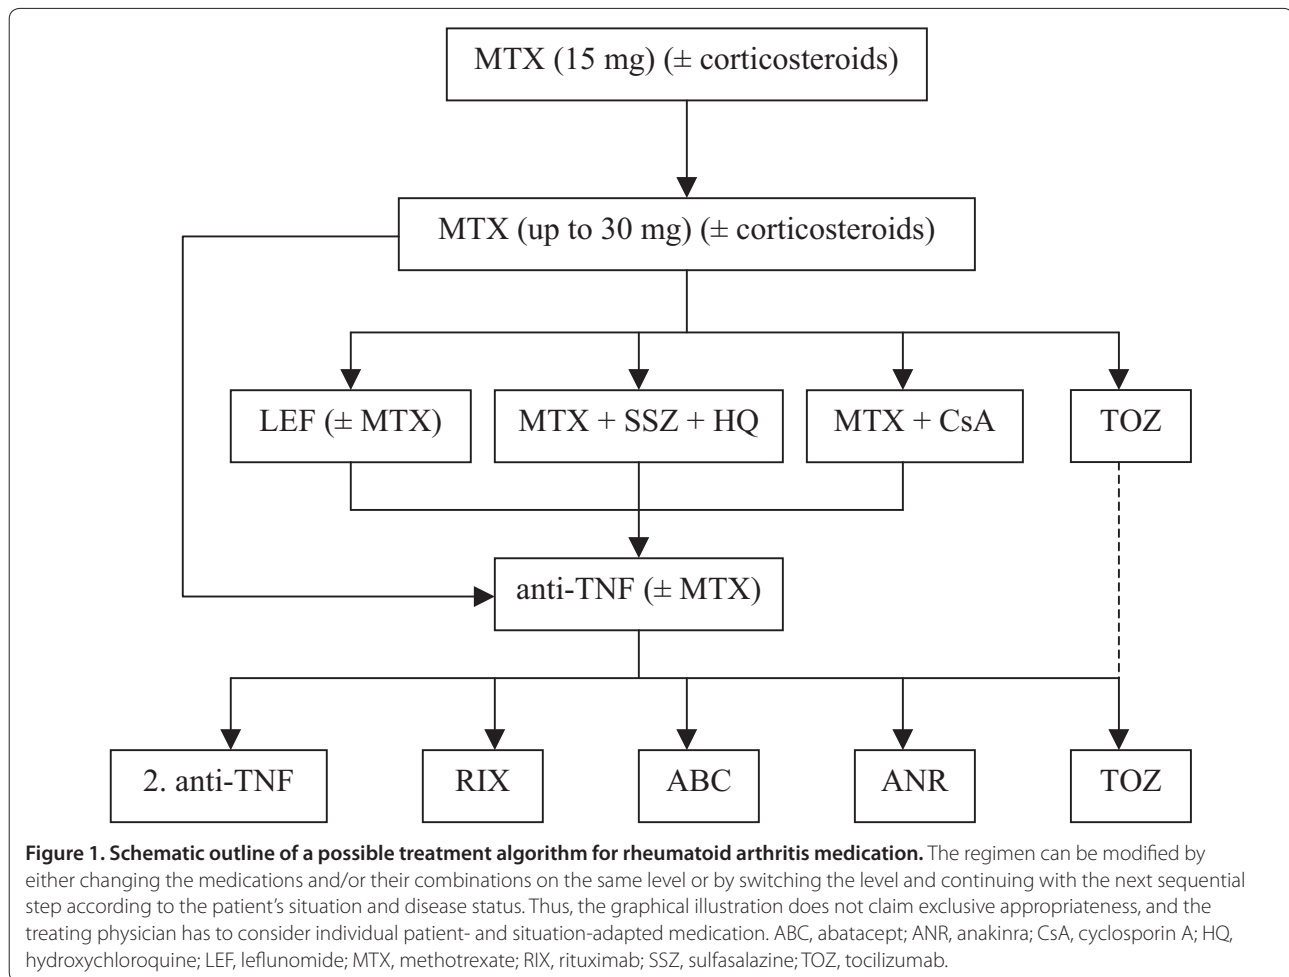 MTX (15 mg) (± corticosteroids)
MTX (up to 30 mg) (± corticosteroids)
LEF (± MTX)
MTX + SSZ + HQ
MTX + CsA
TOZ
anti-TNF (± MTX)
2. anti-TNF
RIX
ABC
ANR
TOZ
Figure 1. Schematic outline of a possible treatment algorithm for rheumatoid arthritis medication. The regimen can be modified by
either changing the medications and/or their combinations on the same level or by switching the level and continuing with the next sequential
step according to the patient's situation and disease status. Thus, the graphical illustration does not claim exclusive appropriateness, and the
treating physician has to consider individual patient- and situation-adapted medication. ABC, abatacept; ANR, anakinra; CsA, cyclosporin A; HQ,
hydroxychloroquine; LEF, leflunomide; MTX, methotrexate; RIX, rituximab; SSZ, sulfasalazine; TOZ, tocilizumab.